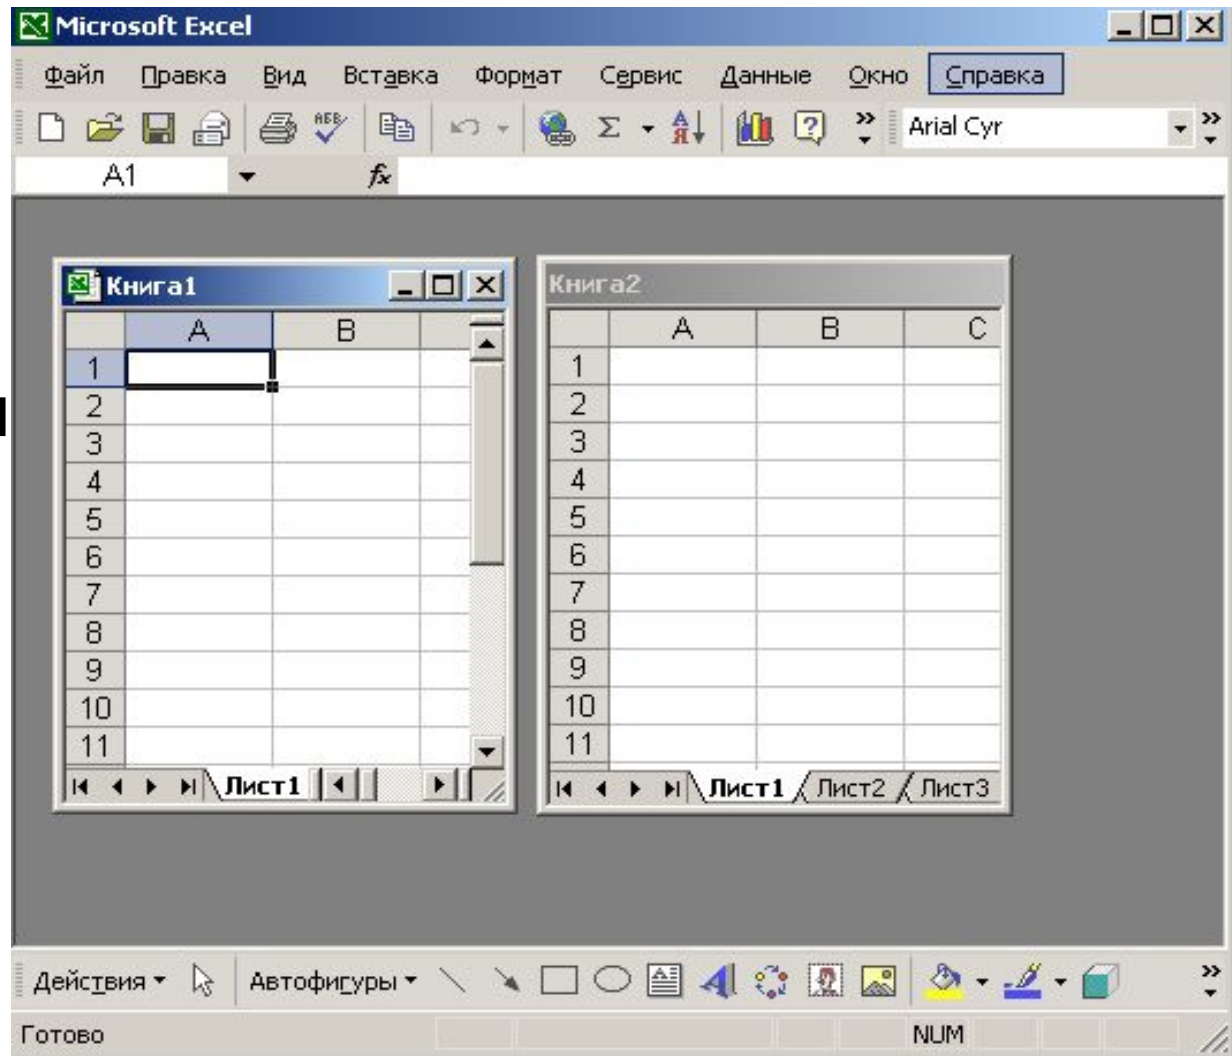 Microsoft Excel
Файл Правка Вид Вставка Формат Сервис Данные Окно Справка
АБВ Σ А Я ? » Arial Cyr »
A1 fx
Книга1
A B
1
2
3
4
5
6
7
8
9
10
11
Лист1
Книга2
A B C
1
2
3
4
5
6
7
8
9
10
11
Лист1 Лист2 Лист3
Действия Автофигуры A »
Готово NUM